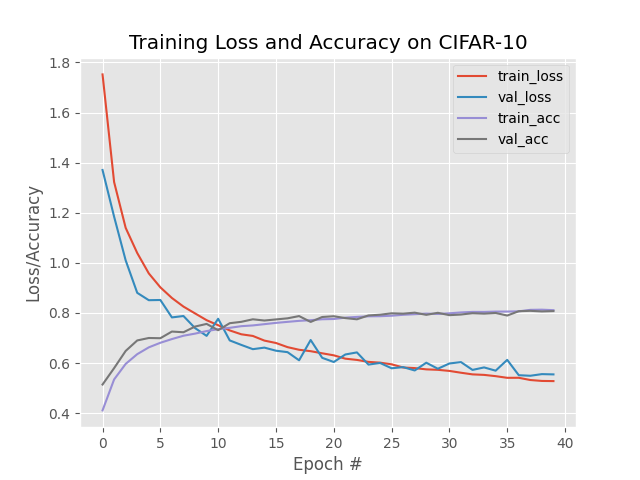 Training Loss and Accuracy on CIFAR-10
1.8
1.6
1.4
1.2
1.0
0.8
0.6
0.4
Loss/Accuracy
train_loss
val_loss
train_acc
val_acc
0 5 10 15 20 25 30 35 40
Epoch #